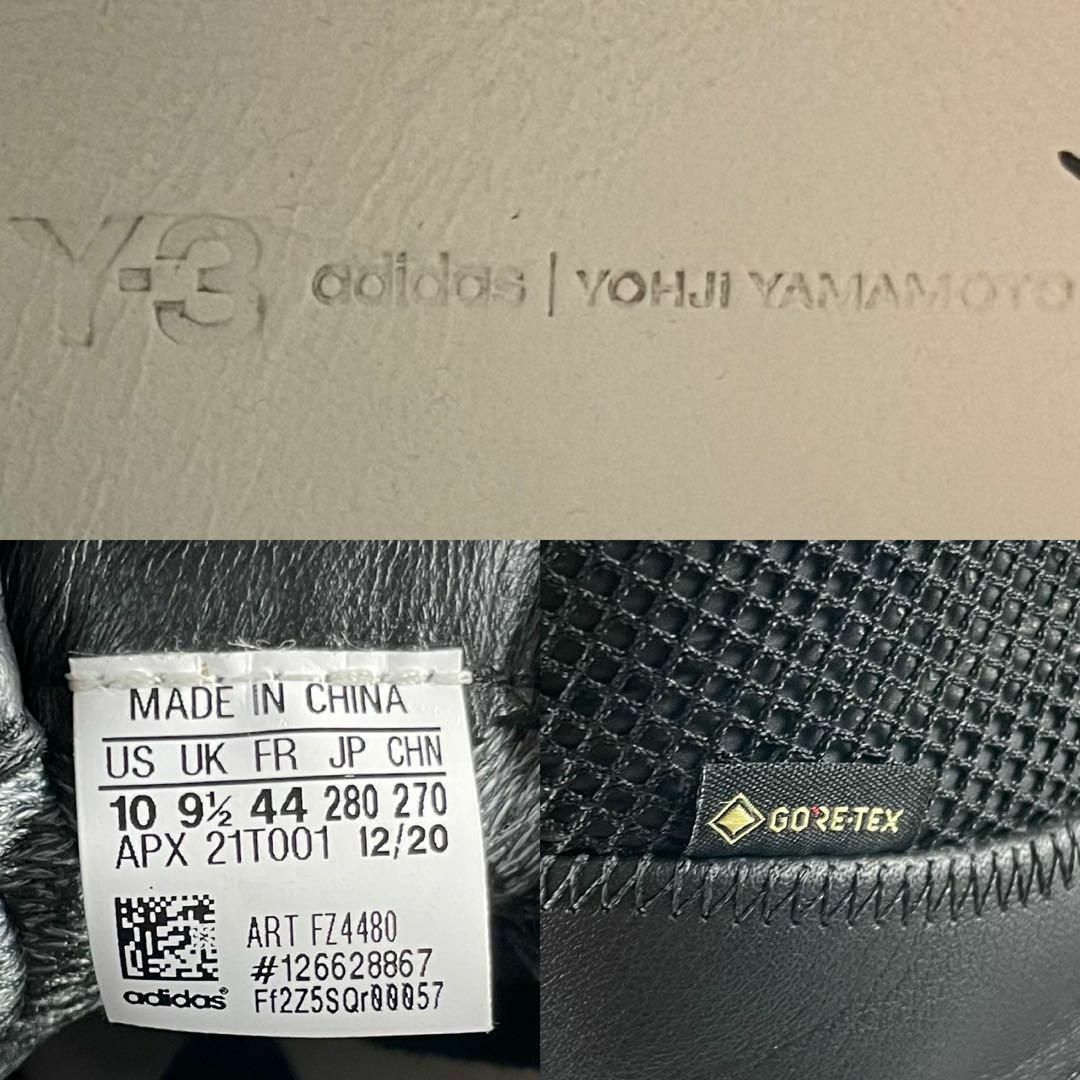 Y-3 adidas | YOHJI YAMAMOTO
MADE IN CHINA
US UK FR JP CHN
10 9½ 44 280 270
APX 21T001 12/20
ART FZ4480
#126628867
adidas® Ff2Z5SQr00057
GORE-TEX